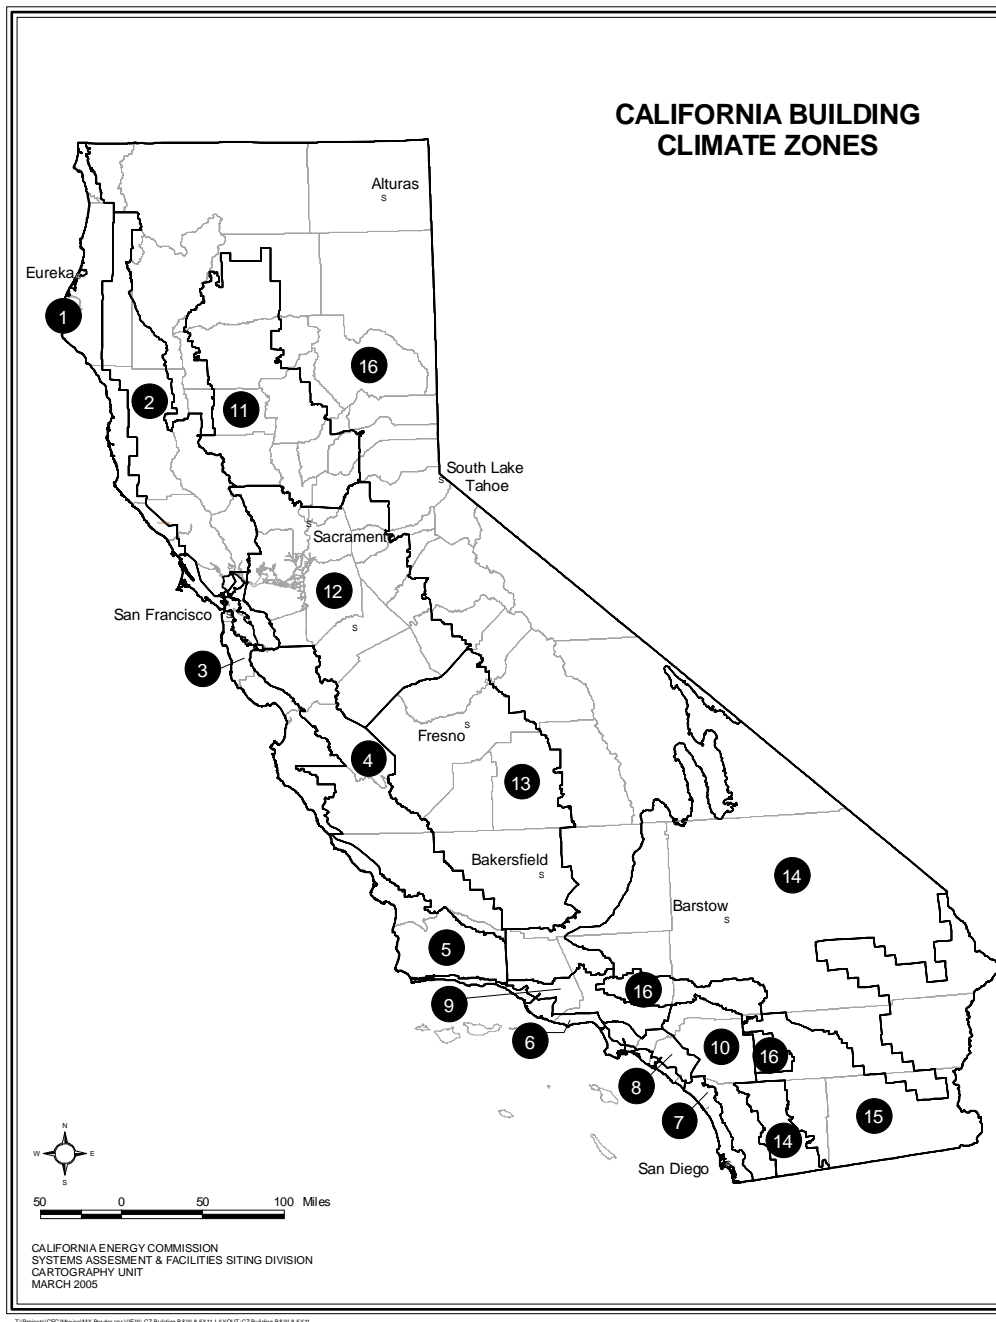 CALIFORNIA BUILDING
CLIMATE ZONES
Alturas
S
Eureka
1
16
2
11
South Lake
Tahoe
S
S
Sacramento
12
San Francisco
S
S
3
S
Fresno
4
13
Bakersfield
S
14
Barstow
S
5
9
16
6
10
16
8
7
15
14
San Diego
S
N
W
E
S
50
0
50
100
Miles
CALIFORNIA ENERGY COMMISSION
SYSTEMS ASSESMENT & FACILITIES SITING DIVISION
CARTOGRAPHY UNIT
MARCH 2005